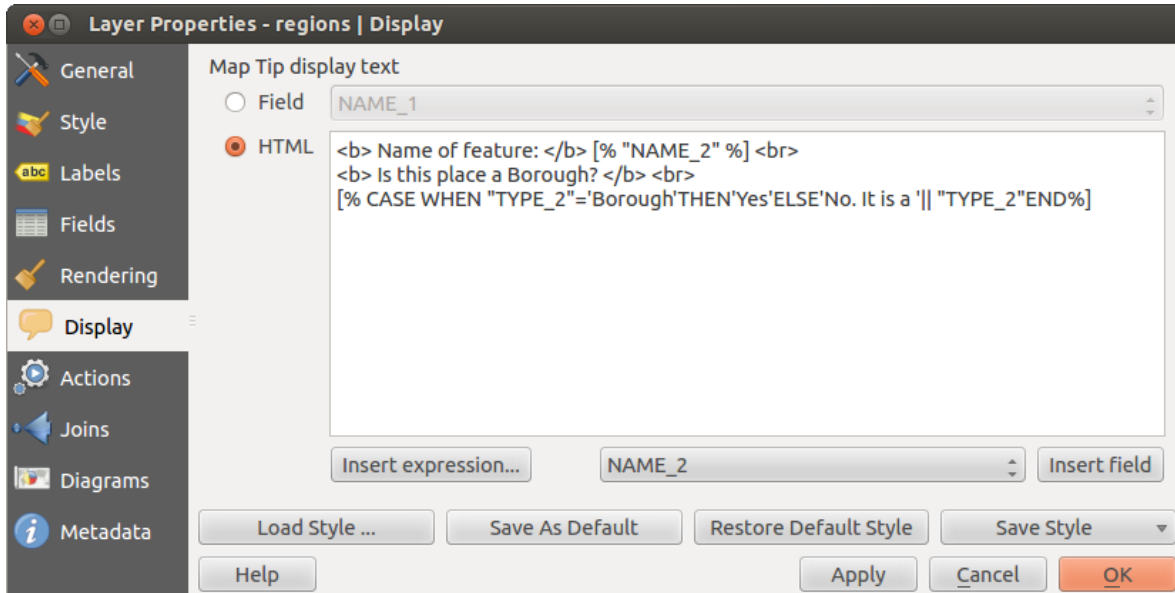 Layer Properties - regions | Display
General
Style
abc Labels
Fields
Rendering
Display
Actions
Joins
Diagrams
i Metadata
Map Tip display text
Field NAME_1
HTML
<b> Name of feature: </b> [% "NAME_2" %] <br>
<b> Is this place a Borough? </b> <br>
[% CASE WHEN "TYPE_2"='Borough'THEN'Yes'ELSE'No. It is a '|| "TYPE_2"END%]
Insert expression... NAME_2 Insert field
Load Style ... Save As Default Restore Default Style Save Style
Help Apply Cancel OK